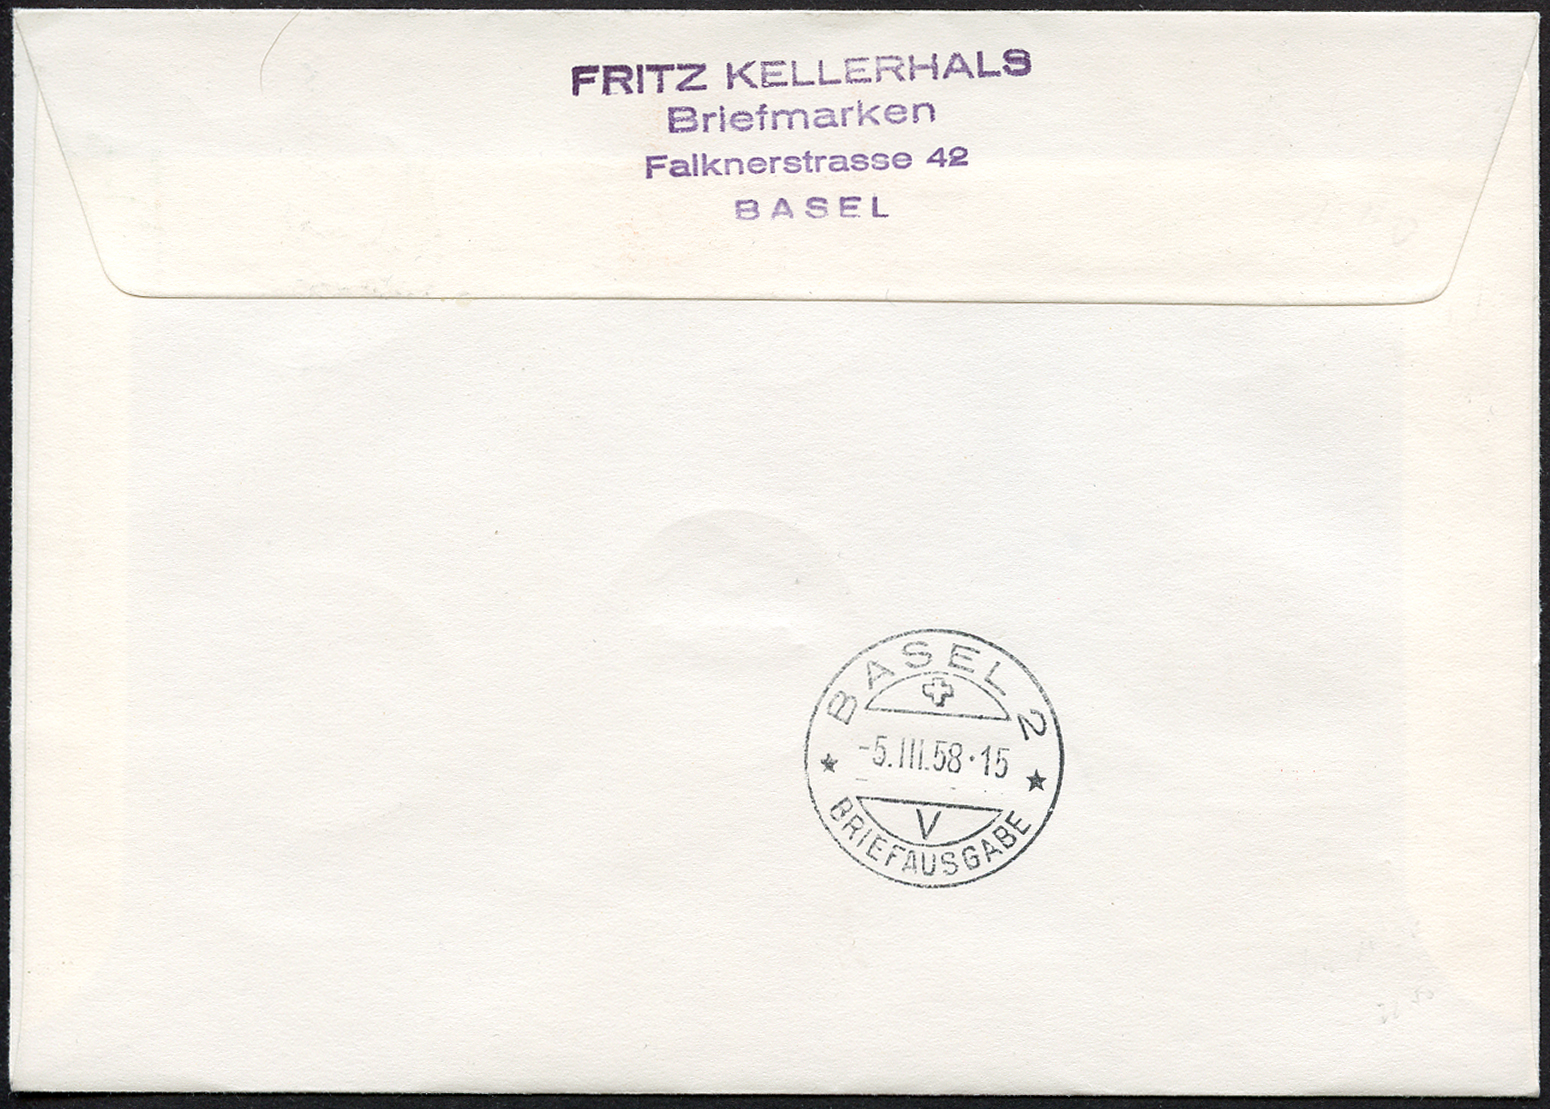 FRITZ KELLERHALS
Briefmarken
Falknerstrasse 42
BASEL
BASEL 2
-5.III.58·15
V
BRIEFAUSGABE